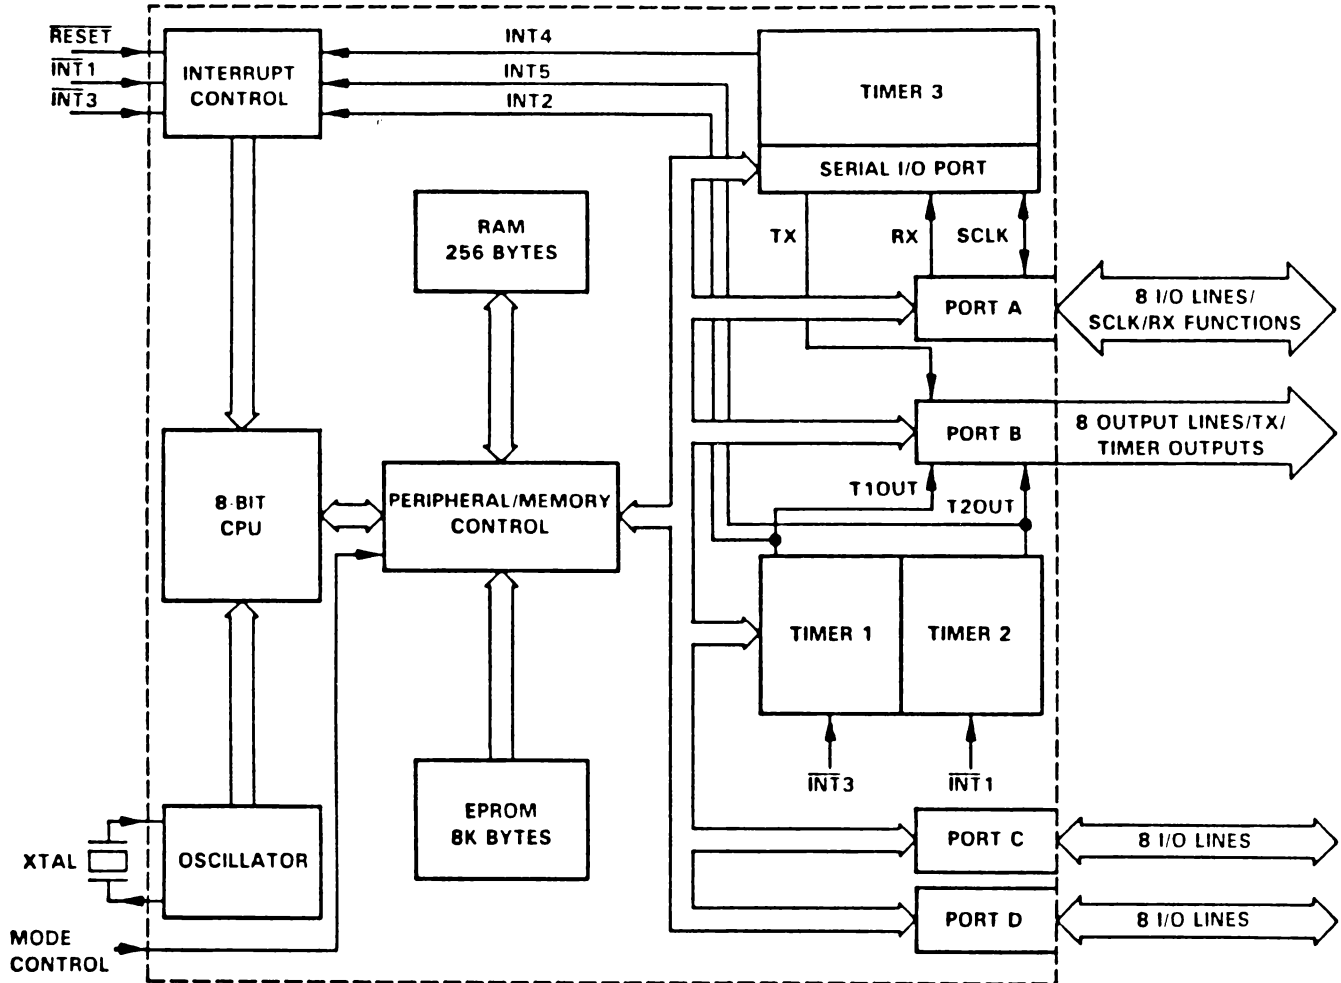 RESET
INT1
INT3
INTERRUPT
CONTROL
INT4
INT5
INT2
TIMER 3
SERIAL I/O PORT
RAM
256 BYTES
TX
RX
SCLK
PORT A
8 I/O LINES/
SCLK/RX FUNCTIONS
PORT B
8 OUTPUT LINES/TX/
TIMER OUTPUTS
8-BIT
CPU
PERIPHERAL/MEMORY
CONTROL
T1OUT
T2OUT
TIMER 1
TIMER 2
INT3
INT1
EPROM
8K BYTES
XTAL
OSCILLATOR
PORT C
8 I/O LINES
PORT D
8 I/O LINES
MODE
CONTROL